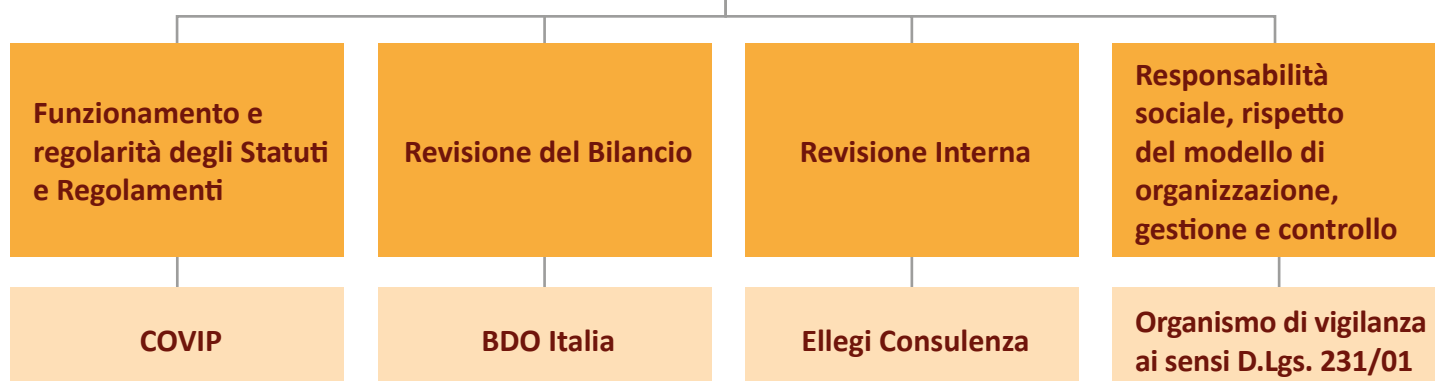 Funzionamento e
regolarità degli Statuti
e Regolamenti
Revisione del Bilancio
Revisione Interna
Responsabilità
sociale, rispetto
del modello di
organizzazione,
gestione e controllo
COVIP
BDO Italia
Ellegi Consulenza
Organismo di vigilanza
ai sensi D.Lgs. 231/01